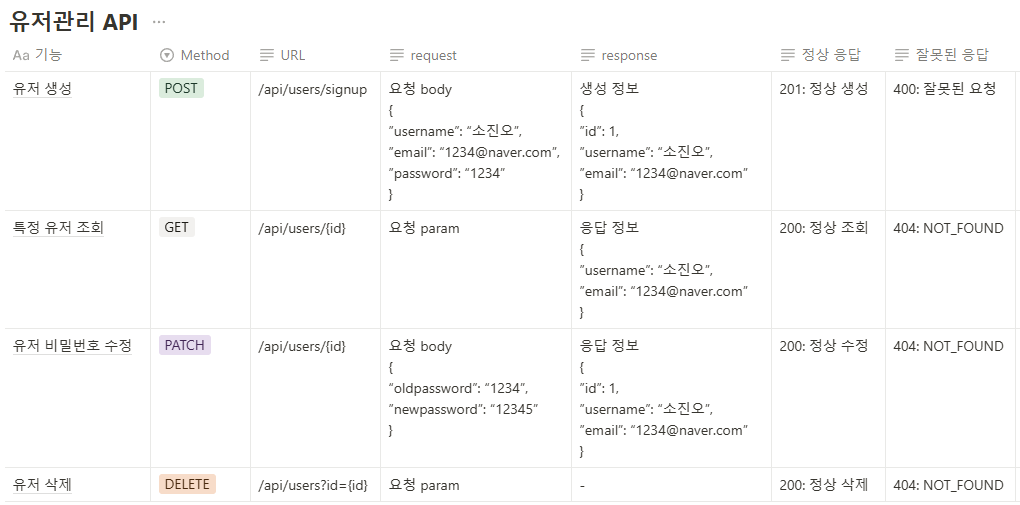 유저관리 API ...
Aa 기능 Method URL request response 정상 응답 잘못된 응답
유저 생성 POST /api/users/signup 요청 body 생성 정보 201: 정상 생성 400: 잘못된 요청
{ {
”username”: “소진오”, ”id”: 1,
”email”: “1234@naver.com”, ”username”: “소진오”,
”password”: “1234” ”email”: “1234@naver.com”
} }
특정 유저 조회 GET /api/users/{id} 요청 param 응답 정보 200: 정상 조회 404: NOT_FOUND
{
”username”: “소진오”,
”email”: “1234@naver.com”
}
유저 비밀번호 수정 PATCH /api/users/{id} 요청 body 응답 정보 200: 정상 수정 404: NOT_FOUND
{ {
”oldpassword”: “1234”, ”id”: 1,
”newpassword”: “12345” ”username”: “소진오”,
} ”email”: “1234@naver.com”
}
유저 삭제 DELETE /api/users?id={id} 요청 param - 200: 정상 삭제 404: NOT_FOUND